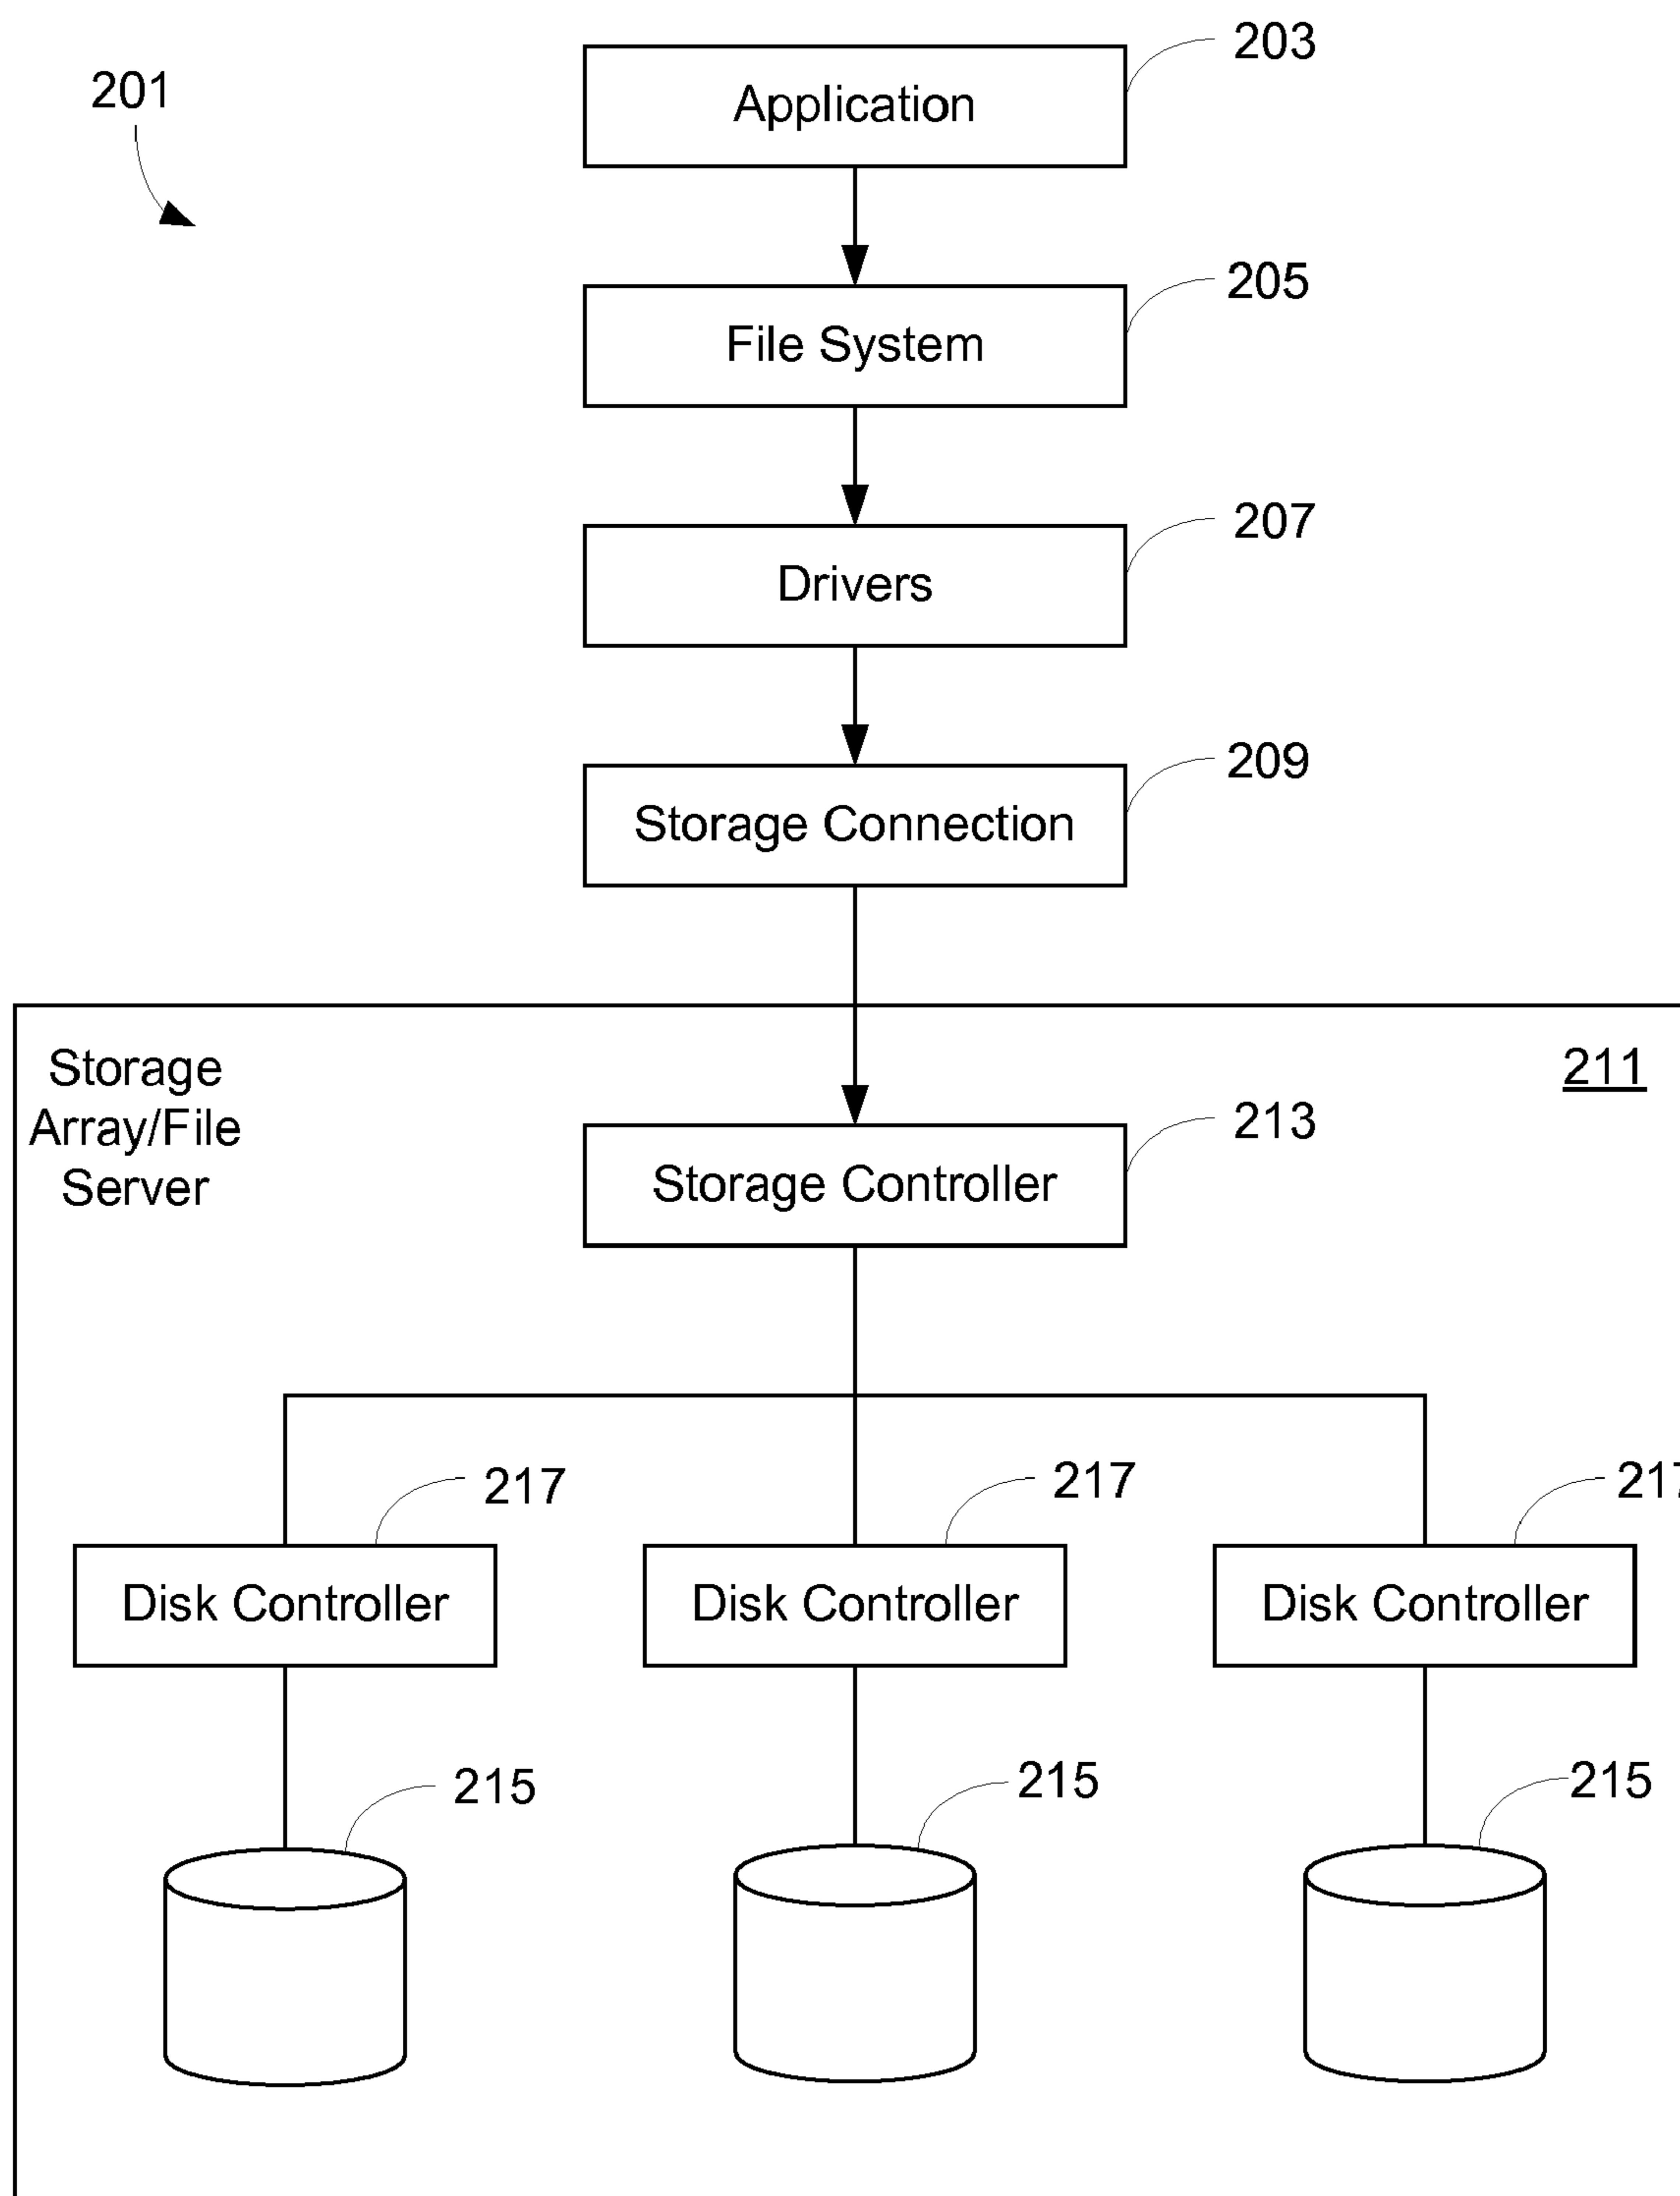 203
201
Application
205
File System
207
Drivers
209
Storage Connection
Storage
Array/File
Server
211
213
Storage Controller
217
217
217
Disk Controller
Disk Controller
Disk Controller
215
215
215